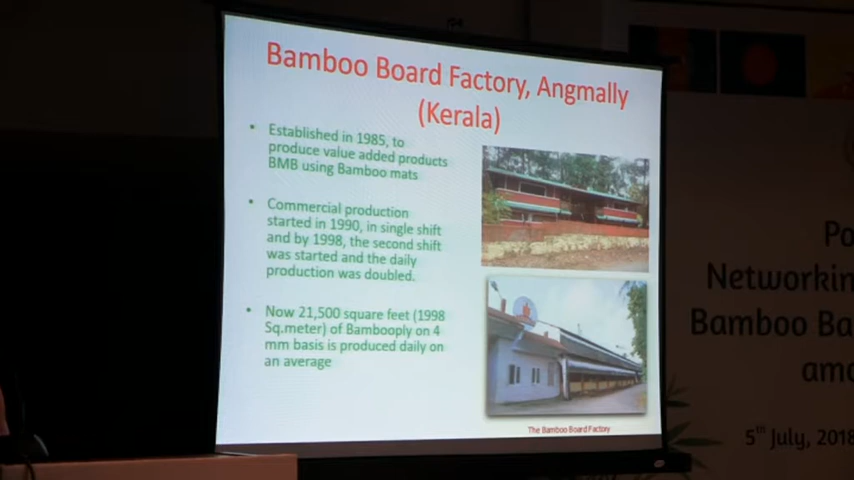 Bamboo Board Factory, Angmally
(Kerala)
• Established in 1985, to
produce value added products
BMB using Bamboo mats
• Commercial production
started in 1990, in single shift
and by 1998, the second shift
was started and the daily
production was doubled.
• Now 21,500 square feet (1998
Sq.meter) of Bambooply on 4
mm basis is produced daily on
an average
The Bamboo Board Factory
Po
Networkin
Bamboo Ba
amo
5th July, 2018